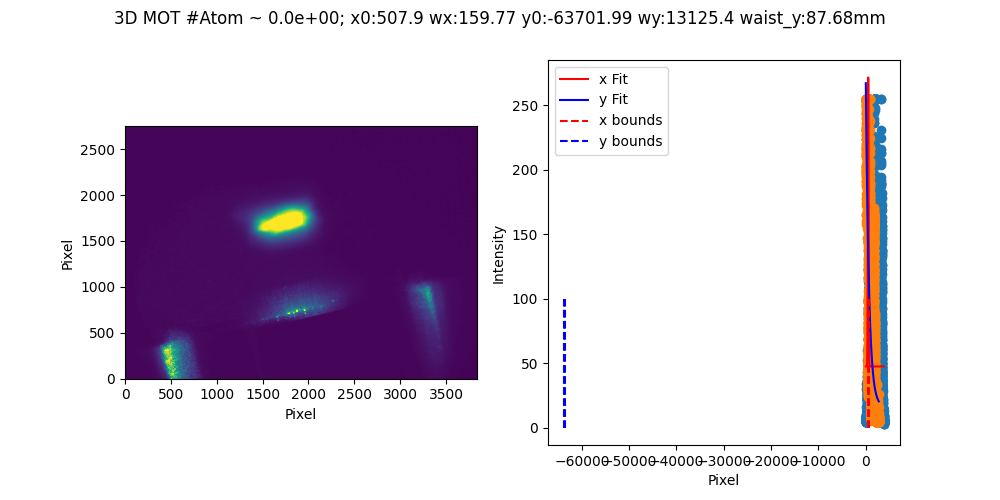 3D MOT #Atom ~ 0.0e+00; x0:507.9 wx:159.77 y0:-63701.99 wy:13125.4 waist_y:87.68mm
2500
2000
1500
1000
500
0
Pixel
0 500 1000 1500 2000 2500 3000 3500
Pixel
x Fit
y Fit
x bounds
y bounds
250
200
150
100
50
0
Intensity
−60000 −50000 −40000 −30000 −20000 −10000 0
Pixel